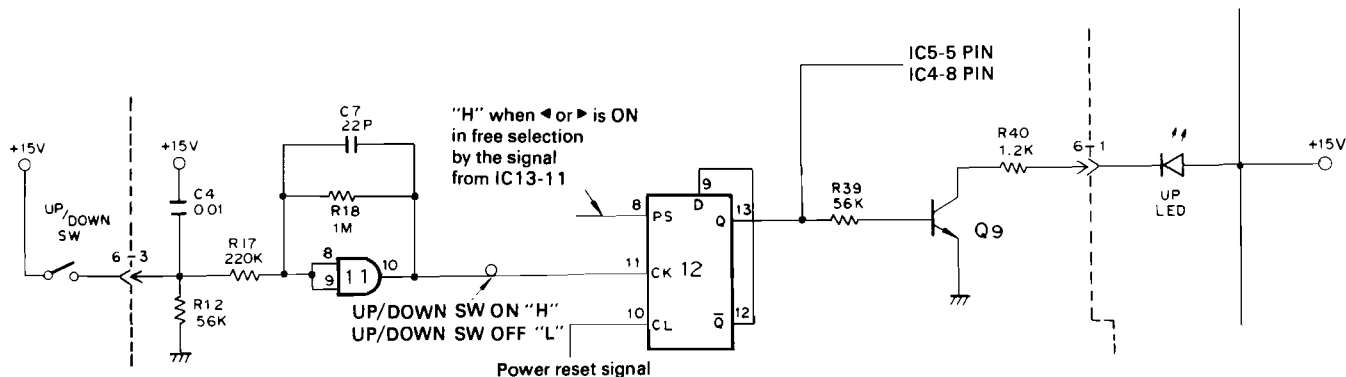 IC5-5 PIN
IC4-8 PIN
"H" when ◄ or ► is ON
in free selection
by the signal
from IC13-11
C7
22P
R18
1M
+15V
+15V
C4
0.01
UP/DOWN
SW
6-3
R17
220K
R12
56K
8
9
11
10
UP/DOWN SW ON "H"
UP/DOWN SW OFF "L"
8
PS
11
CK
10
CL
12
9
D
Q
13
Q̅
12
Power reset signal
R39
56K
Q9
R40
1.2K
6-1
UP
LED
+15V